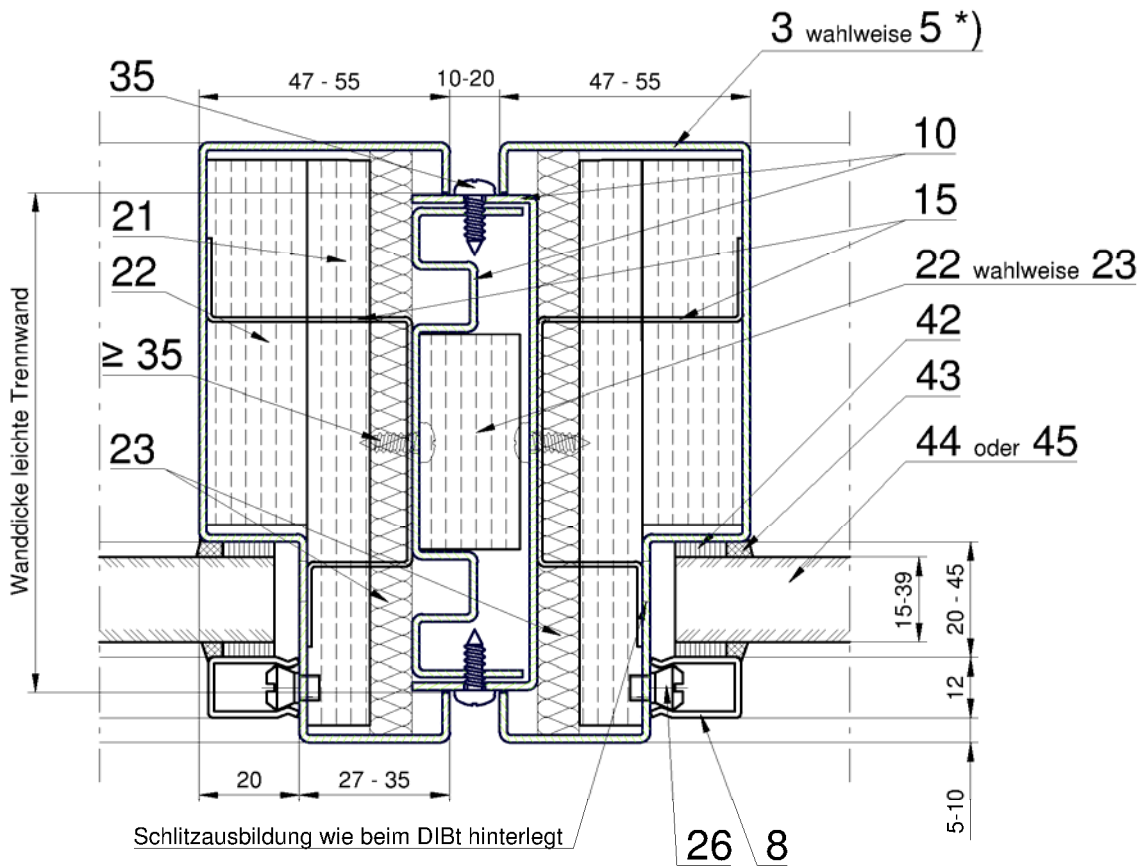 3 wahlweise 5 *)
47 - 55
10-20
47 - 55
35
10
15
21
22
22 wahlweise 23
42
≥ 35
43
44 oder 45
23
Wanddicke leichte Trennwand
15-39
20 - 45
12
5-10
20
27 - 35
Schlitzausbildung wie beim DIBt hinterlegt
26
8